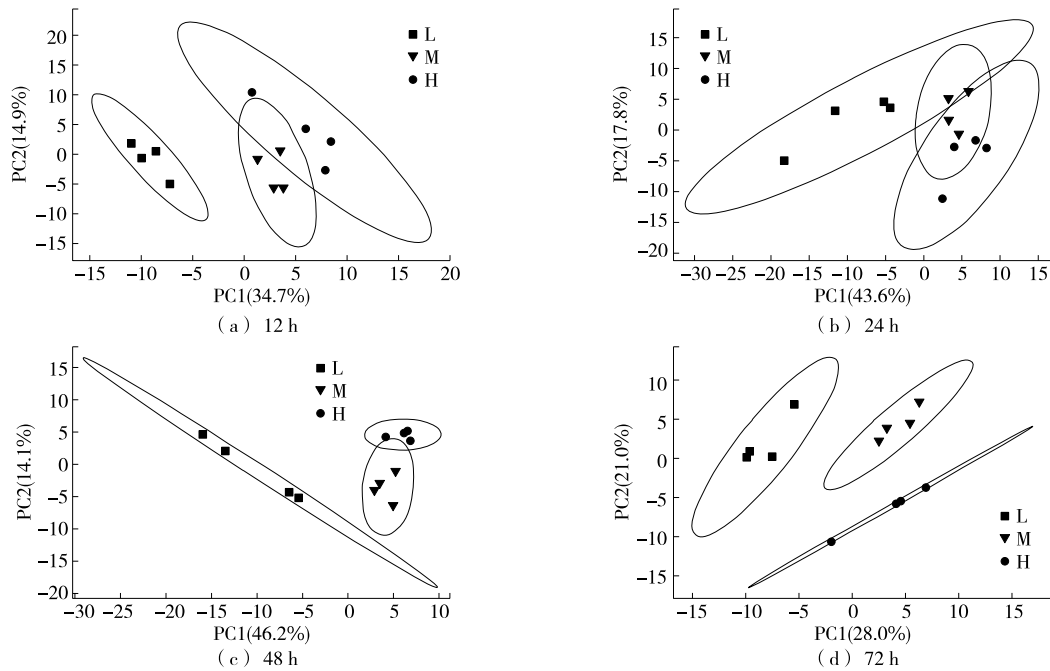 20
15
10
5
0
−5
−10
−15
PC2(14.9%)
L
M
H
−15 −10 −5 0 5 10 15 20
PC1(34.7%)
（a）12 h
15
10
5
0
−5
−10
−15
−20
PC2(17.8%)
L
M
H
−30 −25 −20 −15 −10 −5 0 5 10 15
PC1(43.6%)
（b）24 h
15
10
5
0
−5
−10
−15
−20
PC2(14.1%)
L
M
H
−30 −25 −20 −15 −10 −5 0 5 10
PC1(46.2%)
（c）48 h
10
5
0
−5
−10
−15
PC2(21.0%)
L
M
H
−15 −10 −5 0 5 10 15
PC1(28.0%)
（d）72 h